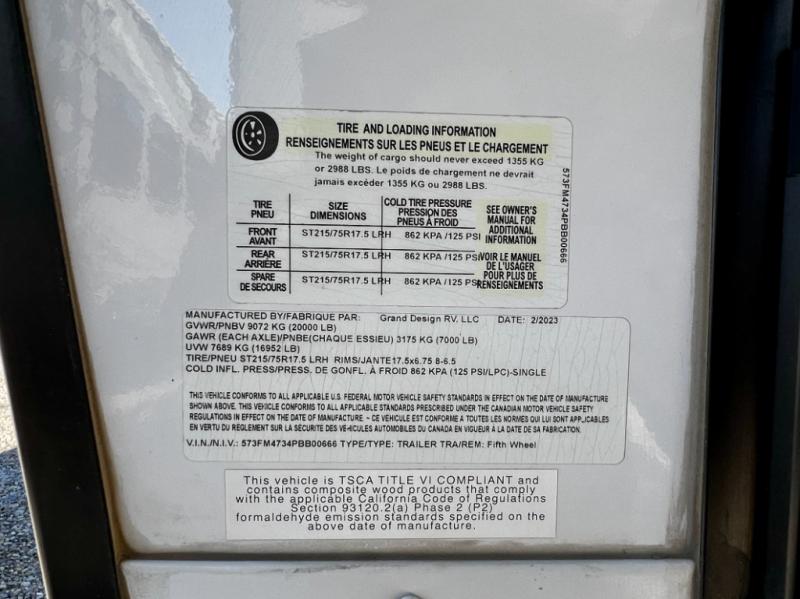 TIRE AND LOADING INFORMATION
RENSEIGNEMENTS SUR LES PNEUS ET LE CHARGEMENT
The weight of cargo should never exceed 1355 KG
or 2988 LBS. Le poids de chargement ne devrait
jamais excéder 1355 KG ou 2988 LBS.
TIRE
PNEU
SIZE
DIMENSIONS
COLD TIRE PRESSURE
PRESSION DES
PNEUS À FROID
SEE OWNER'S
MANUAL FOR
ADDITIONAL
INFORMATION
VOIR LE MANUEL
DE L'USAGER
POUR PLUS DE
RENSEIGNEMENTS
FRONT
AVANT
ST215/75R17.5 LRH
862 KPA /125 PSI
REAR
ARRIÈRE
ST215/75R17.5 LRH
862 KPA /125 PSI
SPARE
DE SECOURS
ST215/75R17.5 LRH
862 KPA /125 PSI
573FM4734PBB00666
MANUFACTURED BY/FABRIQUE PAR: Grand Design RV, LLC DATE: 2/2023
GVWR/PNBV 9072 KG (20000 LB)
GAWR (EACH AXLE)/PNBE(CHAQUE ESSIEU) 3175 KG (7000 LB)
UVW 7689 KG (16952 LB)
TIRE/PNEU ST215/75R17.5 LRH RIMS/JANTE17.5x6.75 8-6.5
COLD INFL. PRESS/PRESS. DE GONFL. À FROID 862 KPA (125 PSI/LPC)-SINGLE
THIS VEHICLE CONFORMS TO ALL APPLICABLE U.S. FEDERAL MOTOR VEHICLE SAFETY STANDARDS IN EFFECT ON THE DATE OF MANUFACTURE
SHOWN ABOVE. THIS VEHICLE CONFORMS TO ALL APPLICABLE STANDARDS PRESCRIBED UNDER THE CANADIAN MOTOR VEHICLE SAFETY
REGULATIONS IN EFFECT ON THE DATE OF MANUFACTURE. - CE VEHICULE EST CONFORME A TOUTES LES NORMES QUI LUI SONT APPLICABLES
EN VERTU DU RÈGLEMENT SUR LA SÉCURITÉ DES VEHICULES AUTOMOBILES DU CANADA EN VIGUEUR À LA DATE DE SA FABRICATION.
V.I.N./N.I.V.: 573FM4734PBB00666 TYPE/TYPE: TRAILER TRA/REM: Fifth Wheel
This vehicle is TSCA TITLE VI COMPLIANT and
contains composite wood products that comply
with the applicable California Code of Regulations
Section 93120.2(a) Phase 2 (P2)
formaldehyde emission standards specified on the
above date of manufacture.